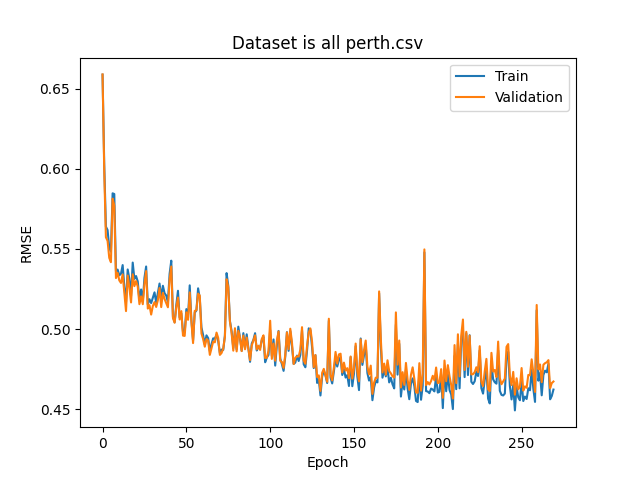 Dataset is all perth.csv
Train
Validation
0.65
0.60
0.55
0.50
0.45
RMSE
0 50 100 150 200 250
Epoch